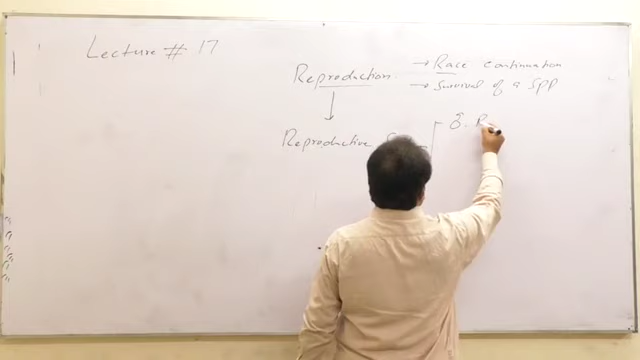 Lecture # 17
Reproduction. → Race continuation
→ Survival of a Spp
↓
Reproductive
♂. R